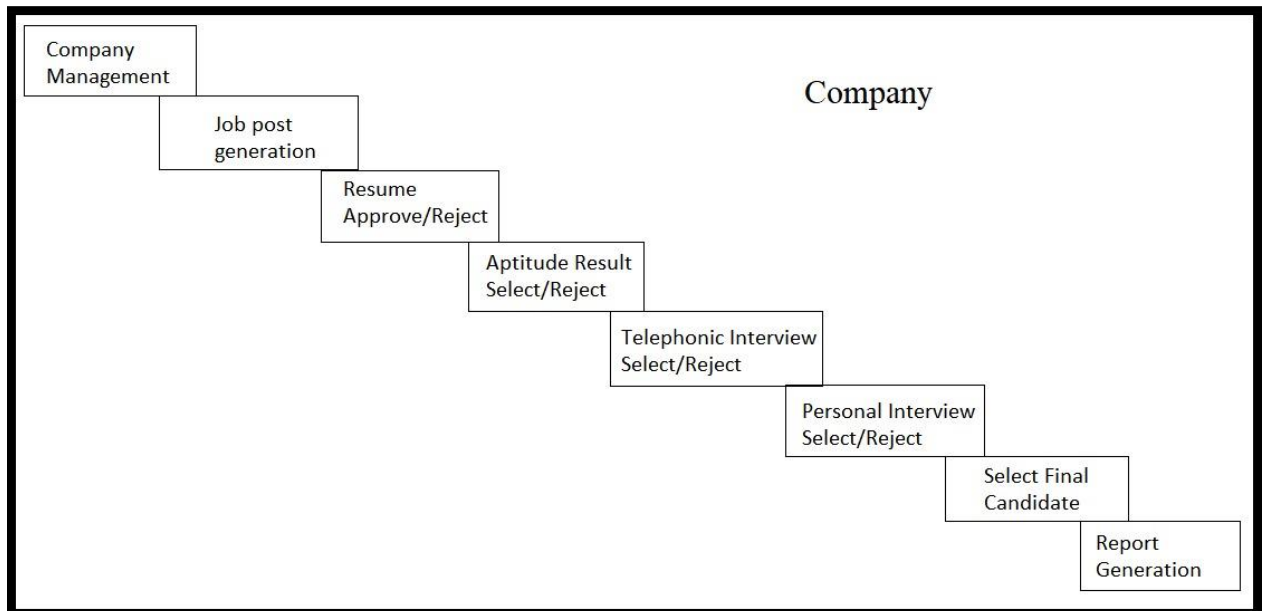 Company
Management
Company
Job post
generation
Resume
Approve/Reject
Aptitude Result
Select/Reject
Telephonic Interview
Select/Reject
Personal Interview
Select/Reject
Select Final
Candidate
Report
Generation